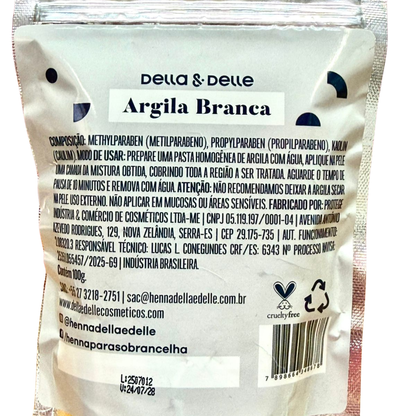 Della & Delle
Argila Branca
COMPOSIÇÃO: METHYLPARABEN (METILPARABENO), PROPYLPARABEN (PROPILPARABENO), KAOLIN
(CAULIM) MODO DE USAR: PREPARE UMA PASTA HOMOGÊNEA DE ARGILA COM ÁGUA, APLIQUE NA PELE
UMA CAMADA DA MISTURA OBTIDA, COBRINDO TODA A REGIÃO A SER TRATADA. AGUARDE O TEMPO DE
PAUSA DE 10 MINUTOS E REMOVA COM ÁGUA. ATENÇÃO: NÃO RECOMENDAMOS DEIXAR A ARGILA SECAR
NA PELE. USO EXTERNO. NÃO APLICAR EM MUCOSAS OU ÁREAS SENSÍVEIS. FABRICADO POR: PROTEGE
INDÚSTRIA & COMÉRCIO DE COSMÉTICOS LTDA-ME | CNPJ 05.119.197/0001-04 | AVENIDA ANTÔNIO
AZEVEDO RODRIGUES, 129, NOVA ZELÂNDIA, SERRA-ES | CEP 29.175-735 | AUT. FUNCIONAMENTO:
RESPONSÁVEL TÉCNICO: LUCAS L. CONEGUNDES CRF/ES: 6343 Nº PROCESSO ANVISA:
/2025-69 | INDÚSTRIA BRASILEIRA.
Contém 100g.
SAC: 27 3218-2751 | sac@hennadellaedelle.com.br
www.dellaedellecosmeticos.com
@hennadellaedelle
/hennaparasobrancelha
crueltyfree
L:2507012
V:24/07/28